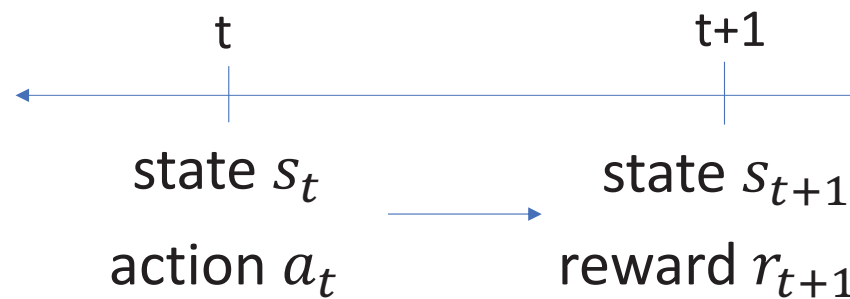 t t+1
state s_t state s_{t+1}
action a_t reward r_{t+1}